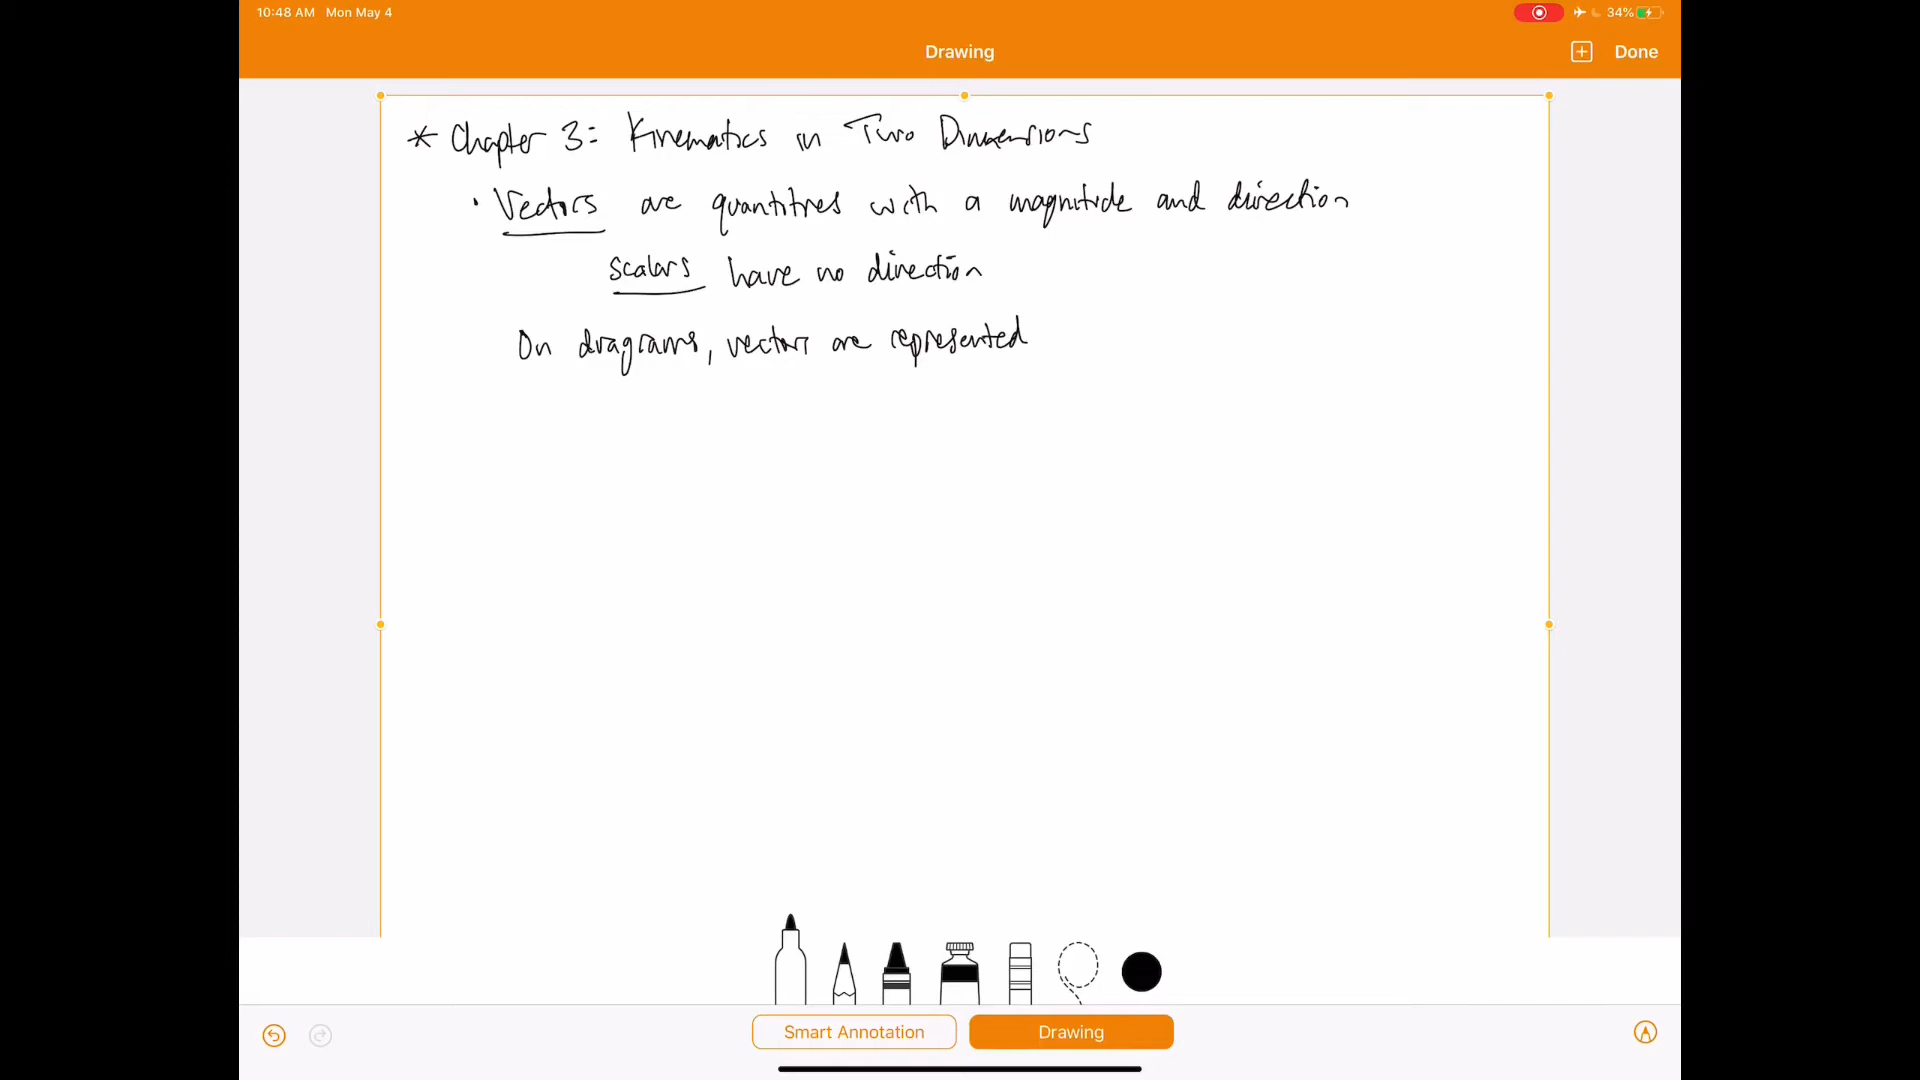 10:48 AM Mon May 4
34%
Drawing
Done
* Chapter 3: Kinematics in Two Dimensions
· Vectors are quantities with a magnitude and direction
scalars have no direction
On diagrams, vectors are represented
Smart Annotation
Drawing